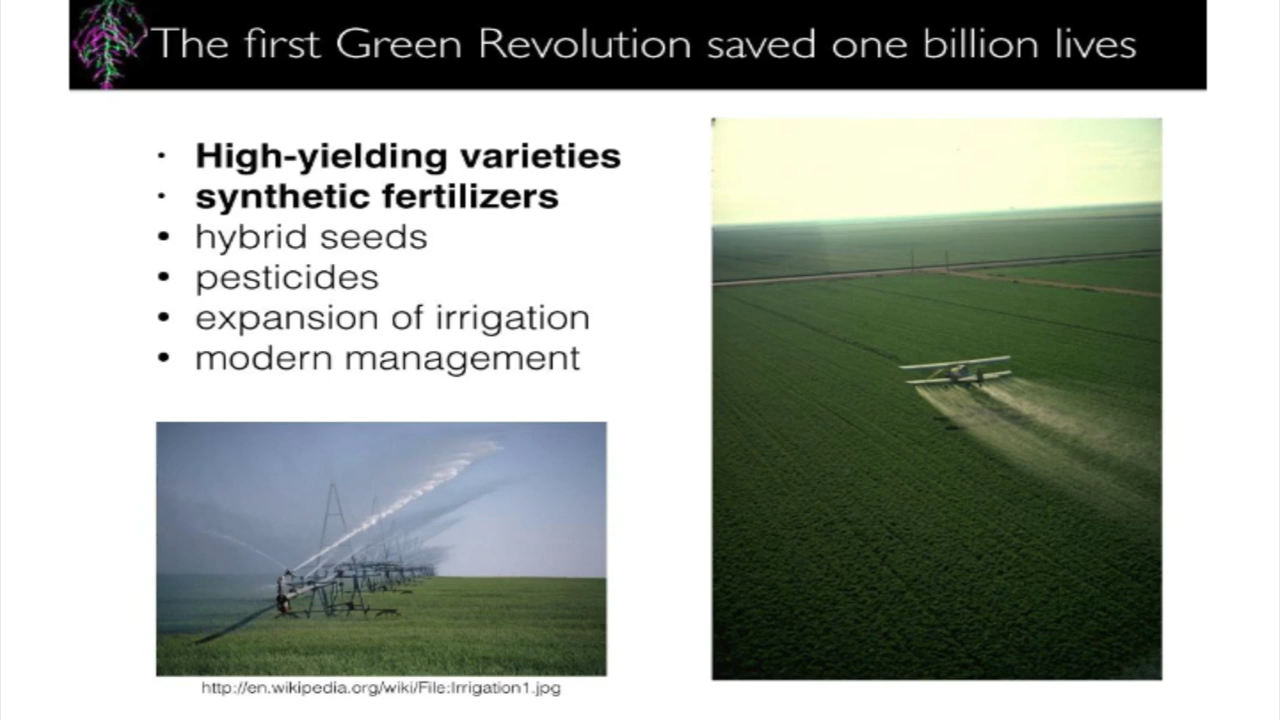 The first Green Revolution saved one billion lives
· High-yielding varieties
· synthetic fertilizers
• hybrid seeds
• pesticides
• expansion of irrigation
• modern management
http://en.wikipedia.org/wiki/File:Irrigation1.jpg